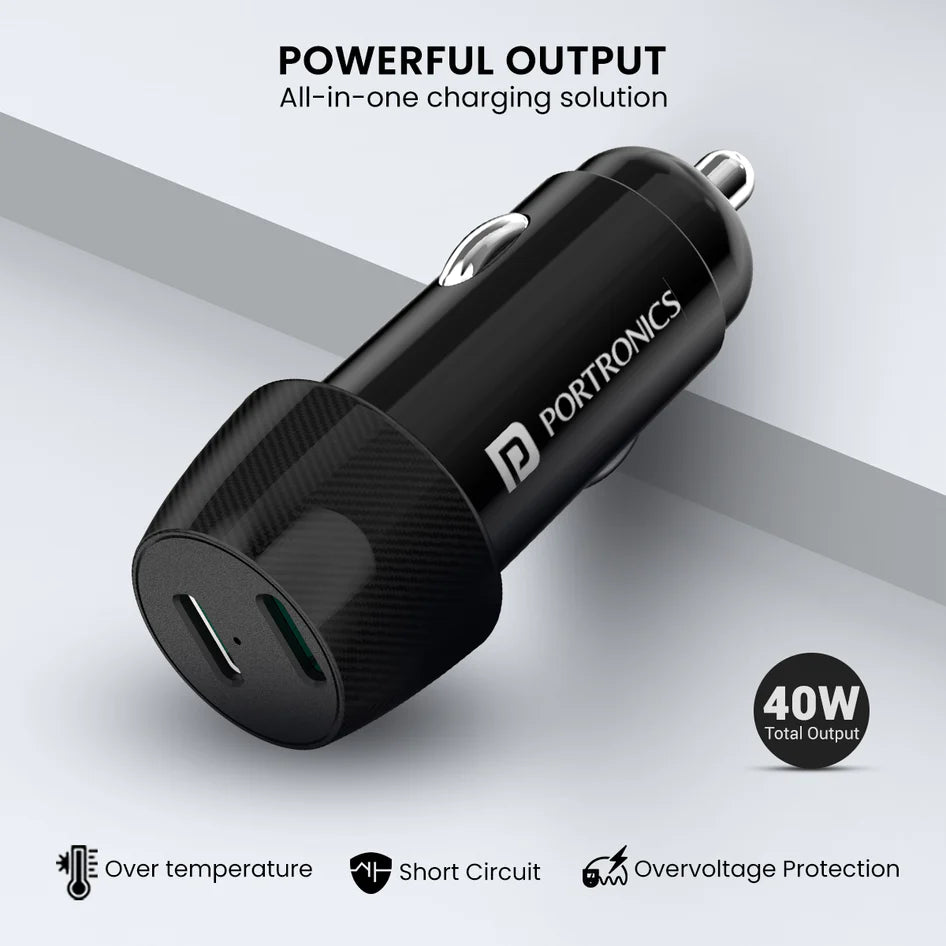 POWERFUL OUTPUT
All-in-one charging solution
PORTRONICS
40W
Total Output
Over temperature
Short Circuit
Overvoltage Protection